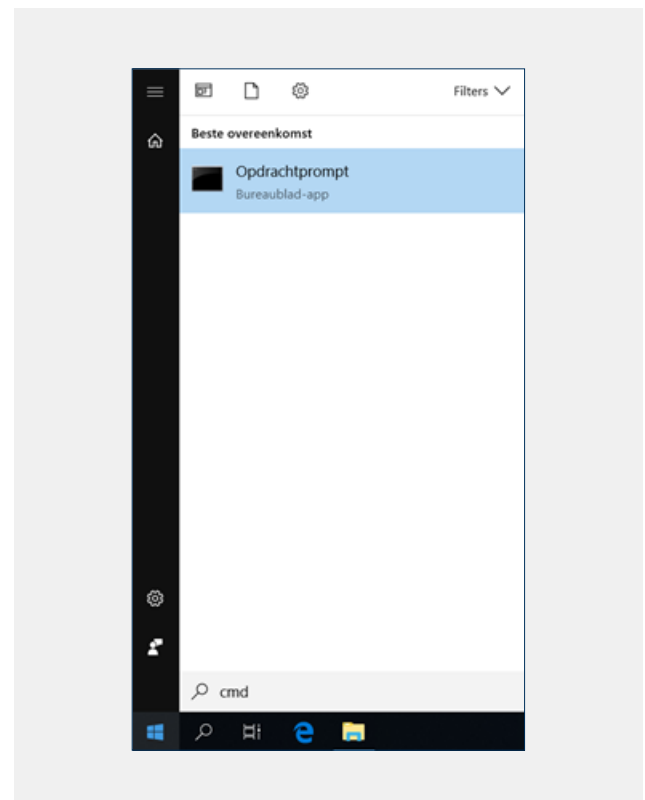 Filters
Beste overeenkomst
Opdrachtprompt
Bureaublad-app
cmd